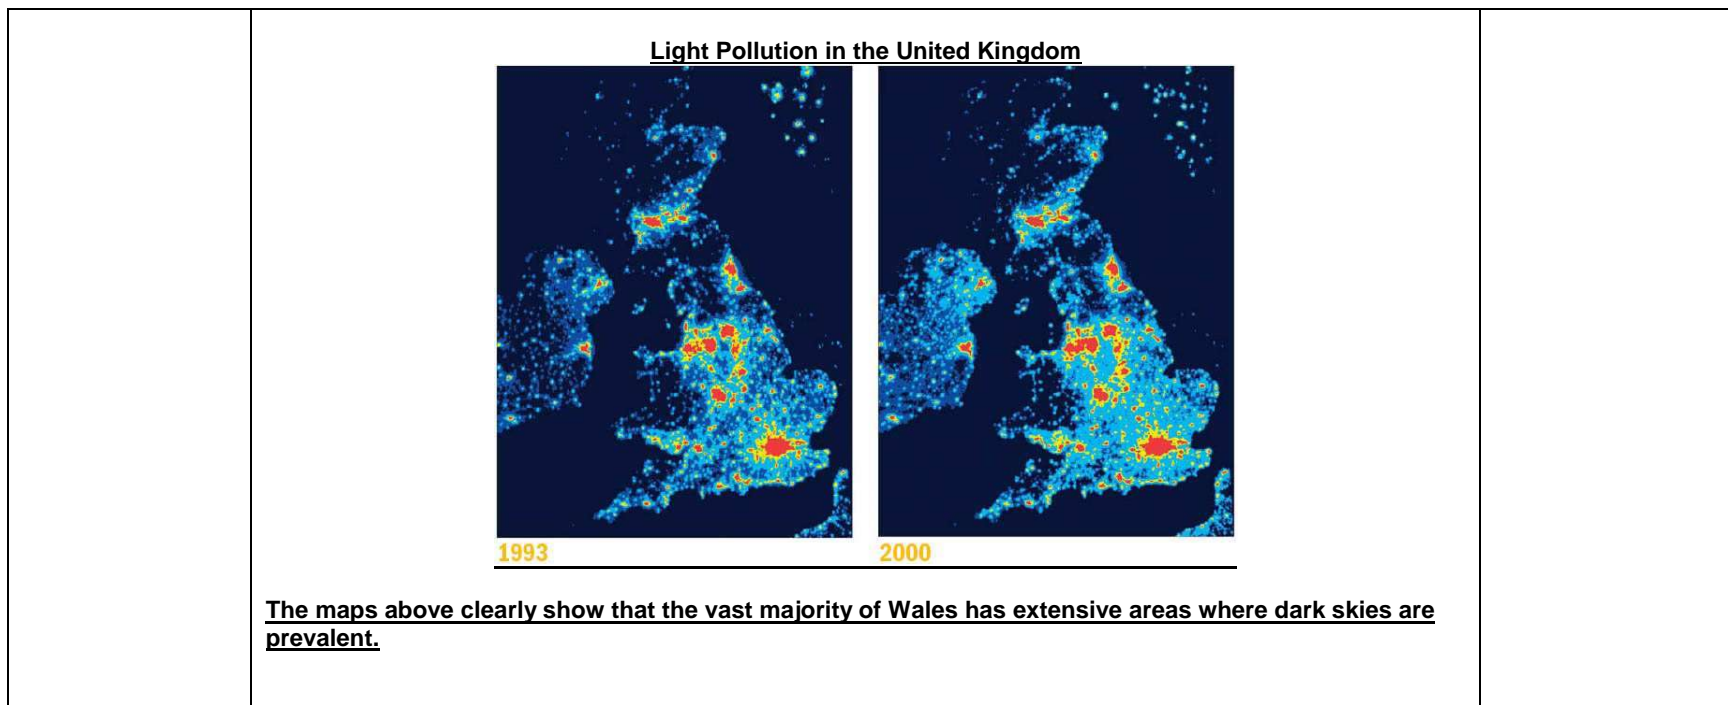 Light Pollution in the United Kingdom
1993
2000
The maps above clearly show that the vast majority of Wales has extensive areas where dark skies are
prevalent.